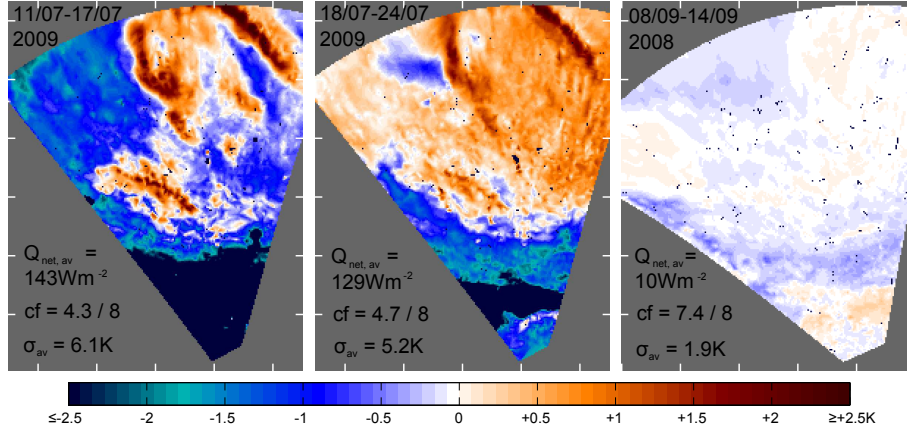 11/07-17/07
2009
Q net, av =
143Wm-2
cf = 4.3 / 8
σav = 6.1K
18/07-24/07
2009
Q net, av =
129Wm-2
cf = 4.7 / 8
σav = 5.2K
08/09-14/09
2008
Q net, av =
10Wm-2
cf = 7.4 / 8
σav = 1.9K
≤-2.5 -2 -1.5 -1 -0.5 0 +0.5 +1 +1.5 +2 ≥+2.5K